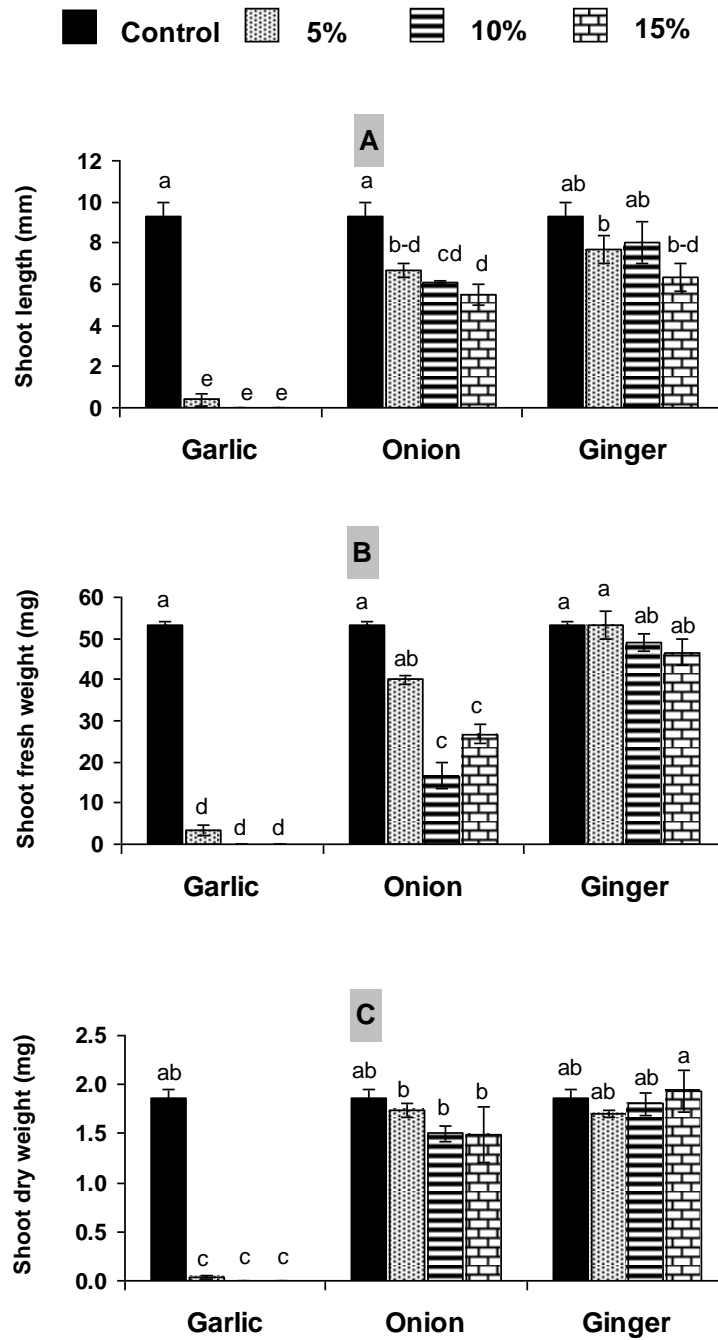 Control 5% 10% 15%
A
Shoot length (mm)
12
10
8
6
4
2
0
a e e e a b-d cd d ab b ab b-d
Garlic Onion Ginger
B
Shoot fresh weight (mg)
60
50
40
30
20
10
0
a d d d a ab c c a a ab ab
Garlic Onion Ginger
C
Shoot dry weight (mg)
2.5
2.0
1.5
1.0
0.5
0.0
ab c c c ab b b b ab ab ab a
Garlic Onion Ginger